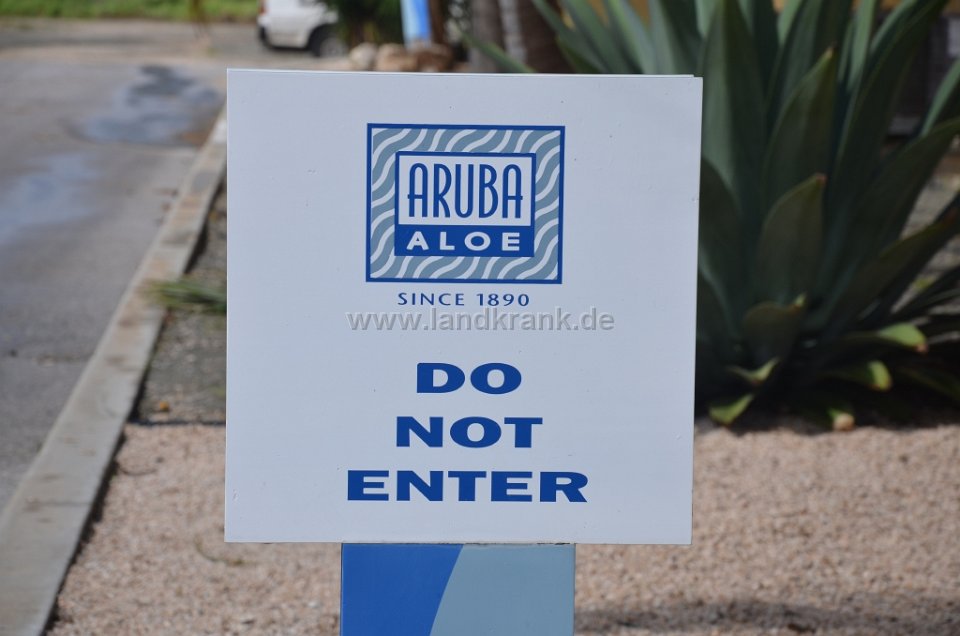 ARUBA
ALOE
SINCE 1890
www.landkrank.de
DO
NOT
ENTER